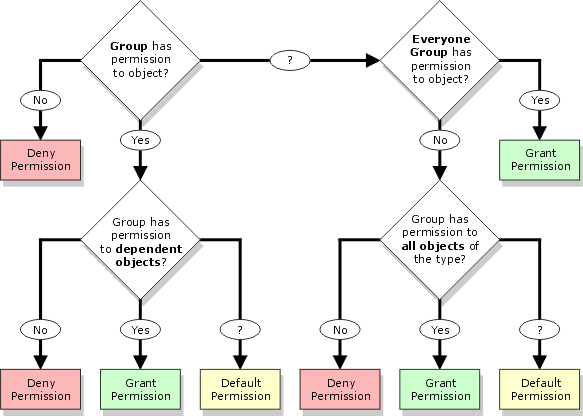 Group has
permission
to object?
?
Everyone
Group has
permission
to object?
No
Yes
Deny
Permission
Yes
No
Grant
Permission
Group has
permission
to dependent
objects?
Group has
permission to
all objects of
the type?
No
Yes
?
No
Yes
?
Deny
Permission
Grant
Permission
Default
Permission
Deny
Permission
Grant
Permission
Default
Permission